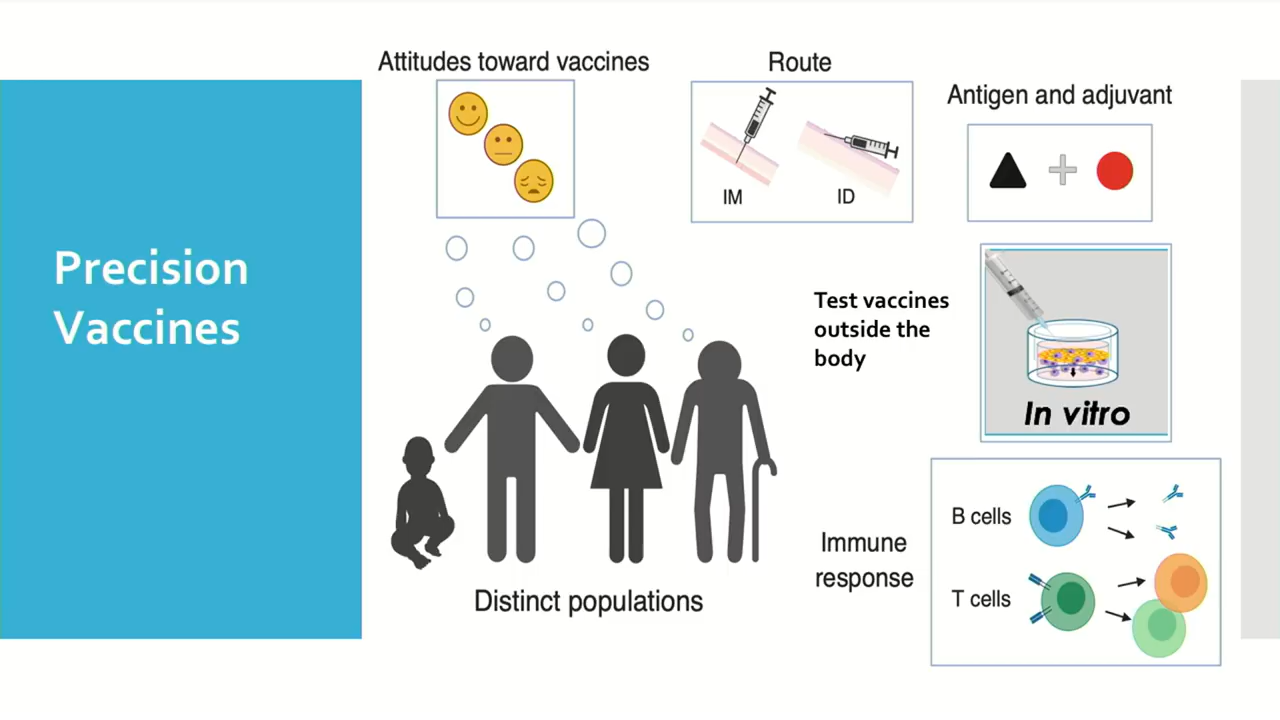 Precision
Vaccines
Attitudes toward vaccines
Route
IM
ID
Antigen and adjuvant
Test vaccines
outside the
body
In vitro
Distinct populations
Immune
response
B cells
T cells